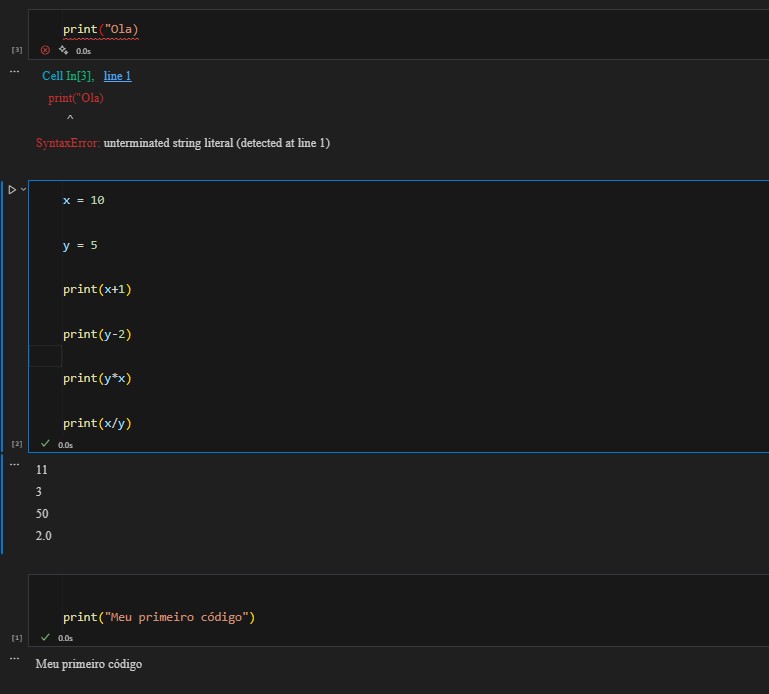 print("Ola)
[3] 0.0s
... Cell In[3], line 1
print("Ola)
^
SyntaxError: unterminated string literal (detected at line 1)
x = 10
y = 5
print(x+1)
print(y-2)
print(y*x)
print(x/y)
[2] 0.0s
... 11
3
50
2.0
print("Meu primeiro código")
[1] 0.0s
... Meu primeiro código